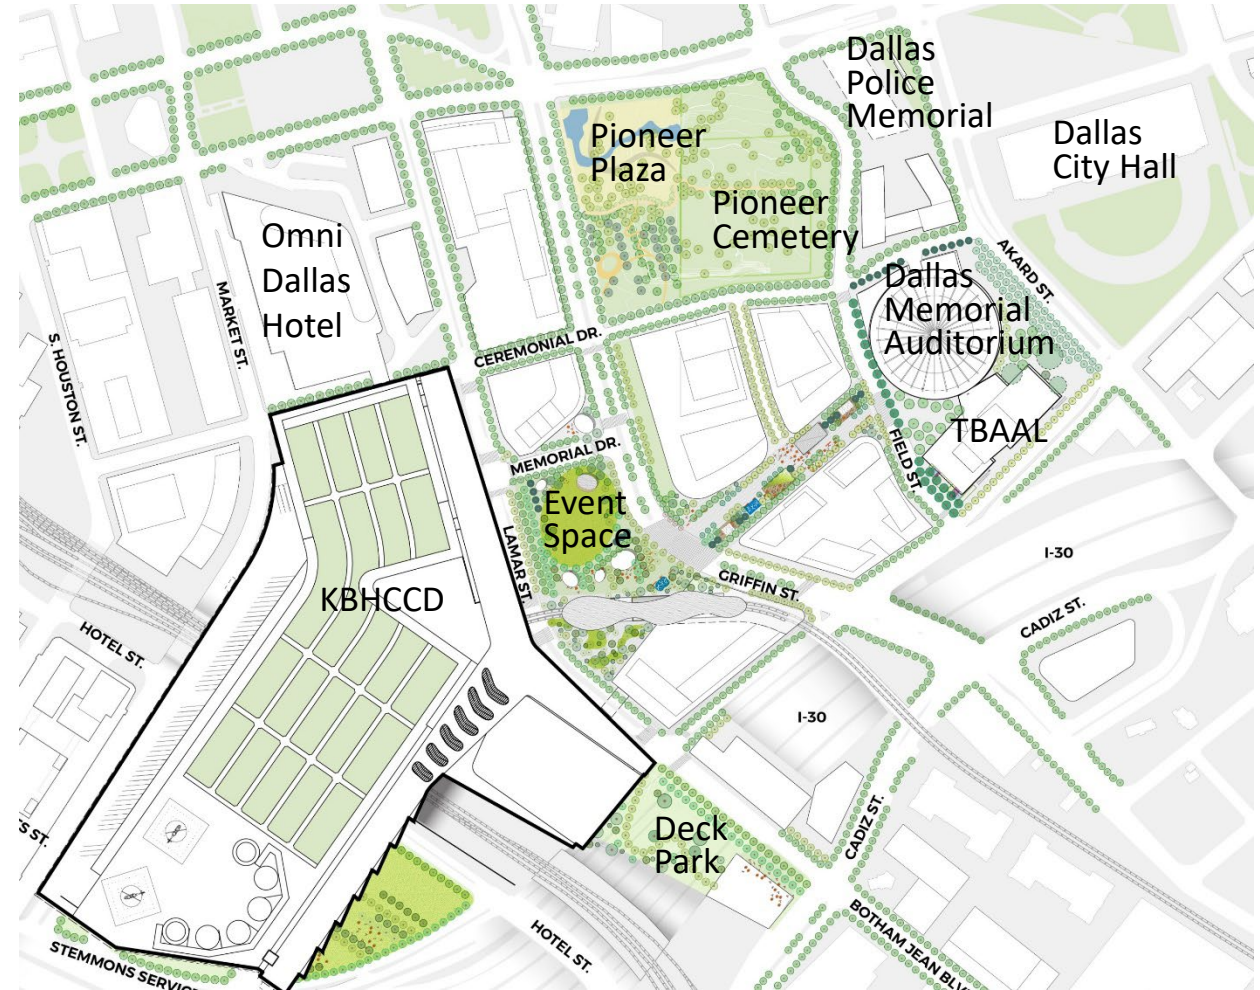 Dallas
Police
Memorial
Pioneer
Plaza
Dallas
City Hall
Pioneer
Cemetery
Omni
Dallas
Hotel
AKARD ST.
Dallas
Memorial
Auditorium
MARKET ST.
S. HOUSTON ST.
CEREMONIAL DR.
TBAAL
FIELD ST.
MEMORIAL DR.
Event
Space
LAMAR ST.
I-30
GRIFFIN ST.
KBHCCD
CADIZ ST.
HOTEL ST.
I-30
Deck
Park
CADIZ ST.
ST.
HOTEL ST.
BOTHAM JEAN BLV
STEMMONS SERVIC